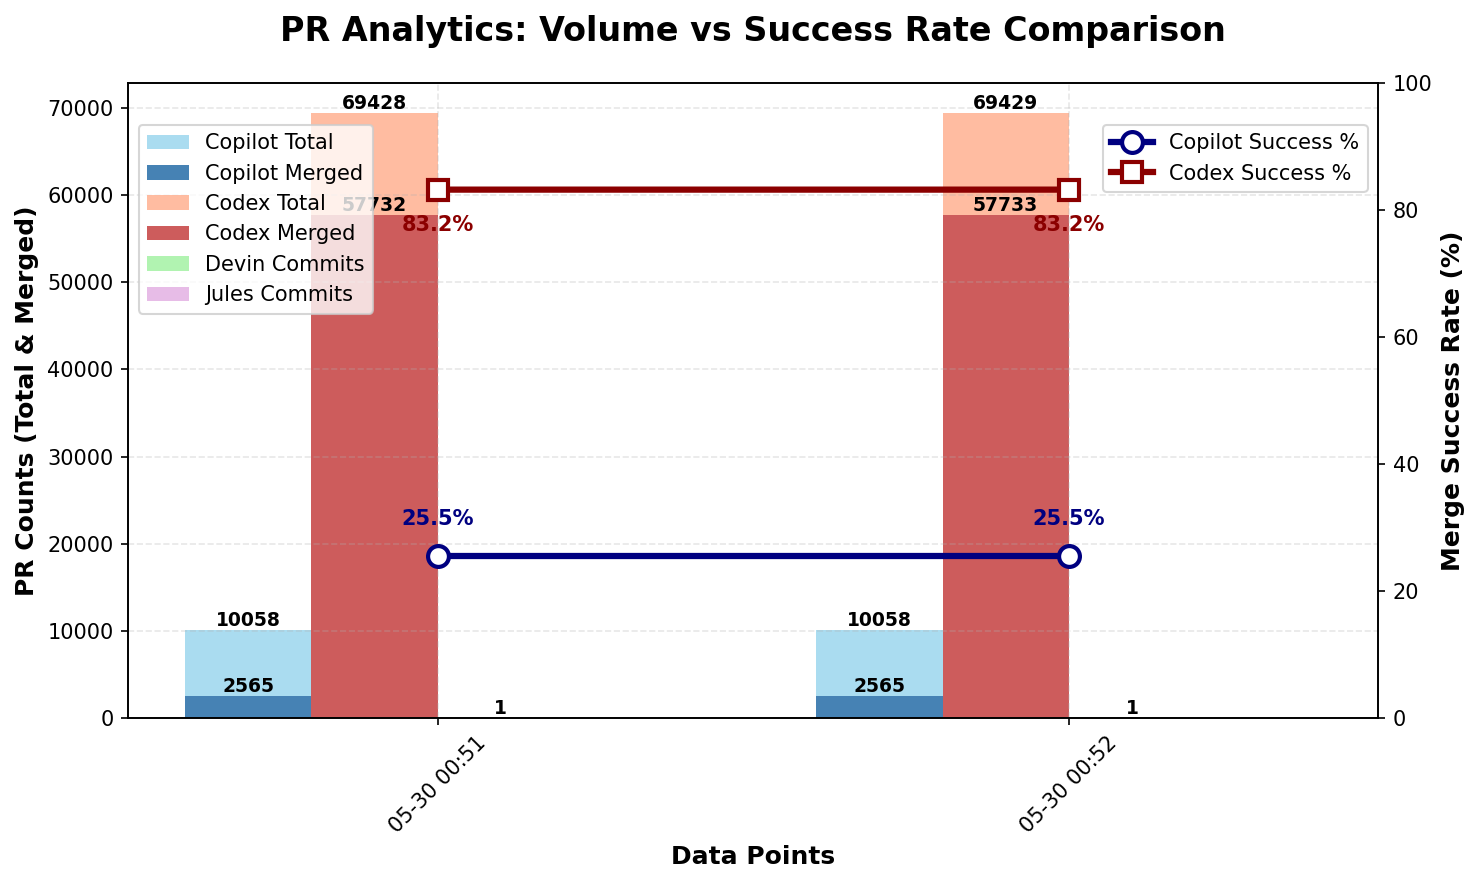 PR Analytics: Volume vs Success Rate Comparison
PR Counts (Total & Merged)
70000
60000
50000
40000
30000
20000
10000
0
Copilot Total
Copilot Merged
Codex Total
Codex Merged
Devin Commits
Jules Commits
69428
57732
83.2%
25.5%
10058
2565
1
69429
57733
83.2%
25.5%
10058
2565
1
Copilot Success %
Codex Success %
100
80
60
40
20
0
Merge Success Rate (%)
05-30 00:51
05-30 00:52
Data Points